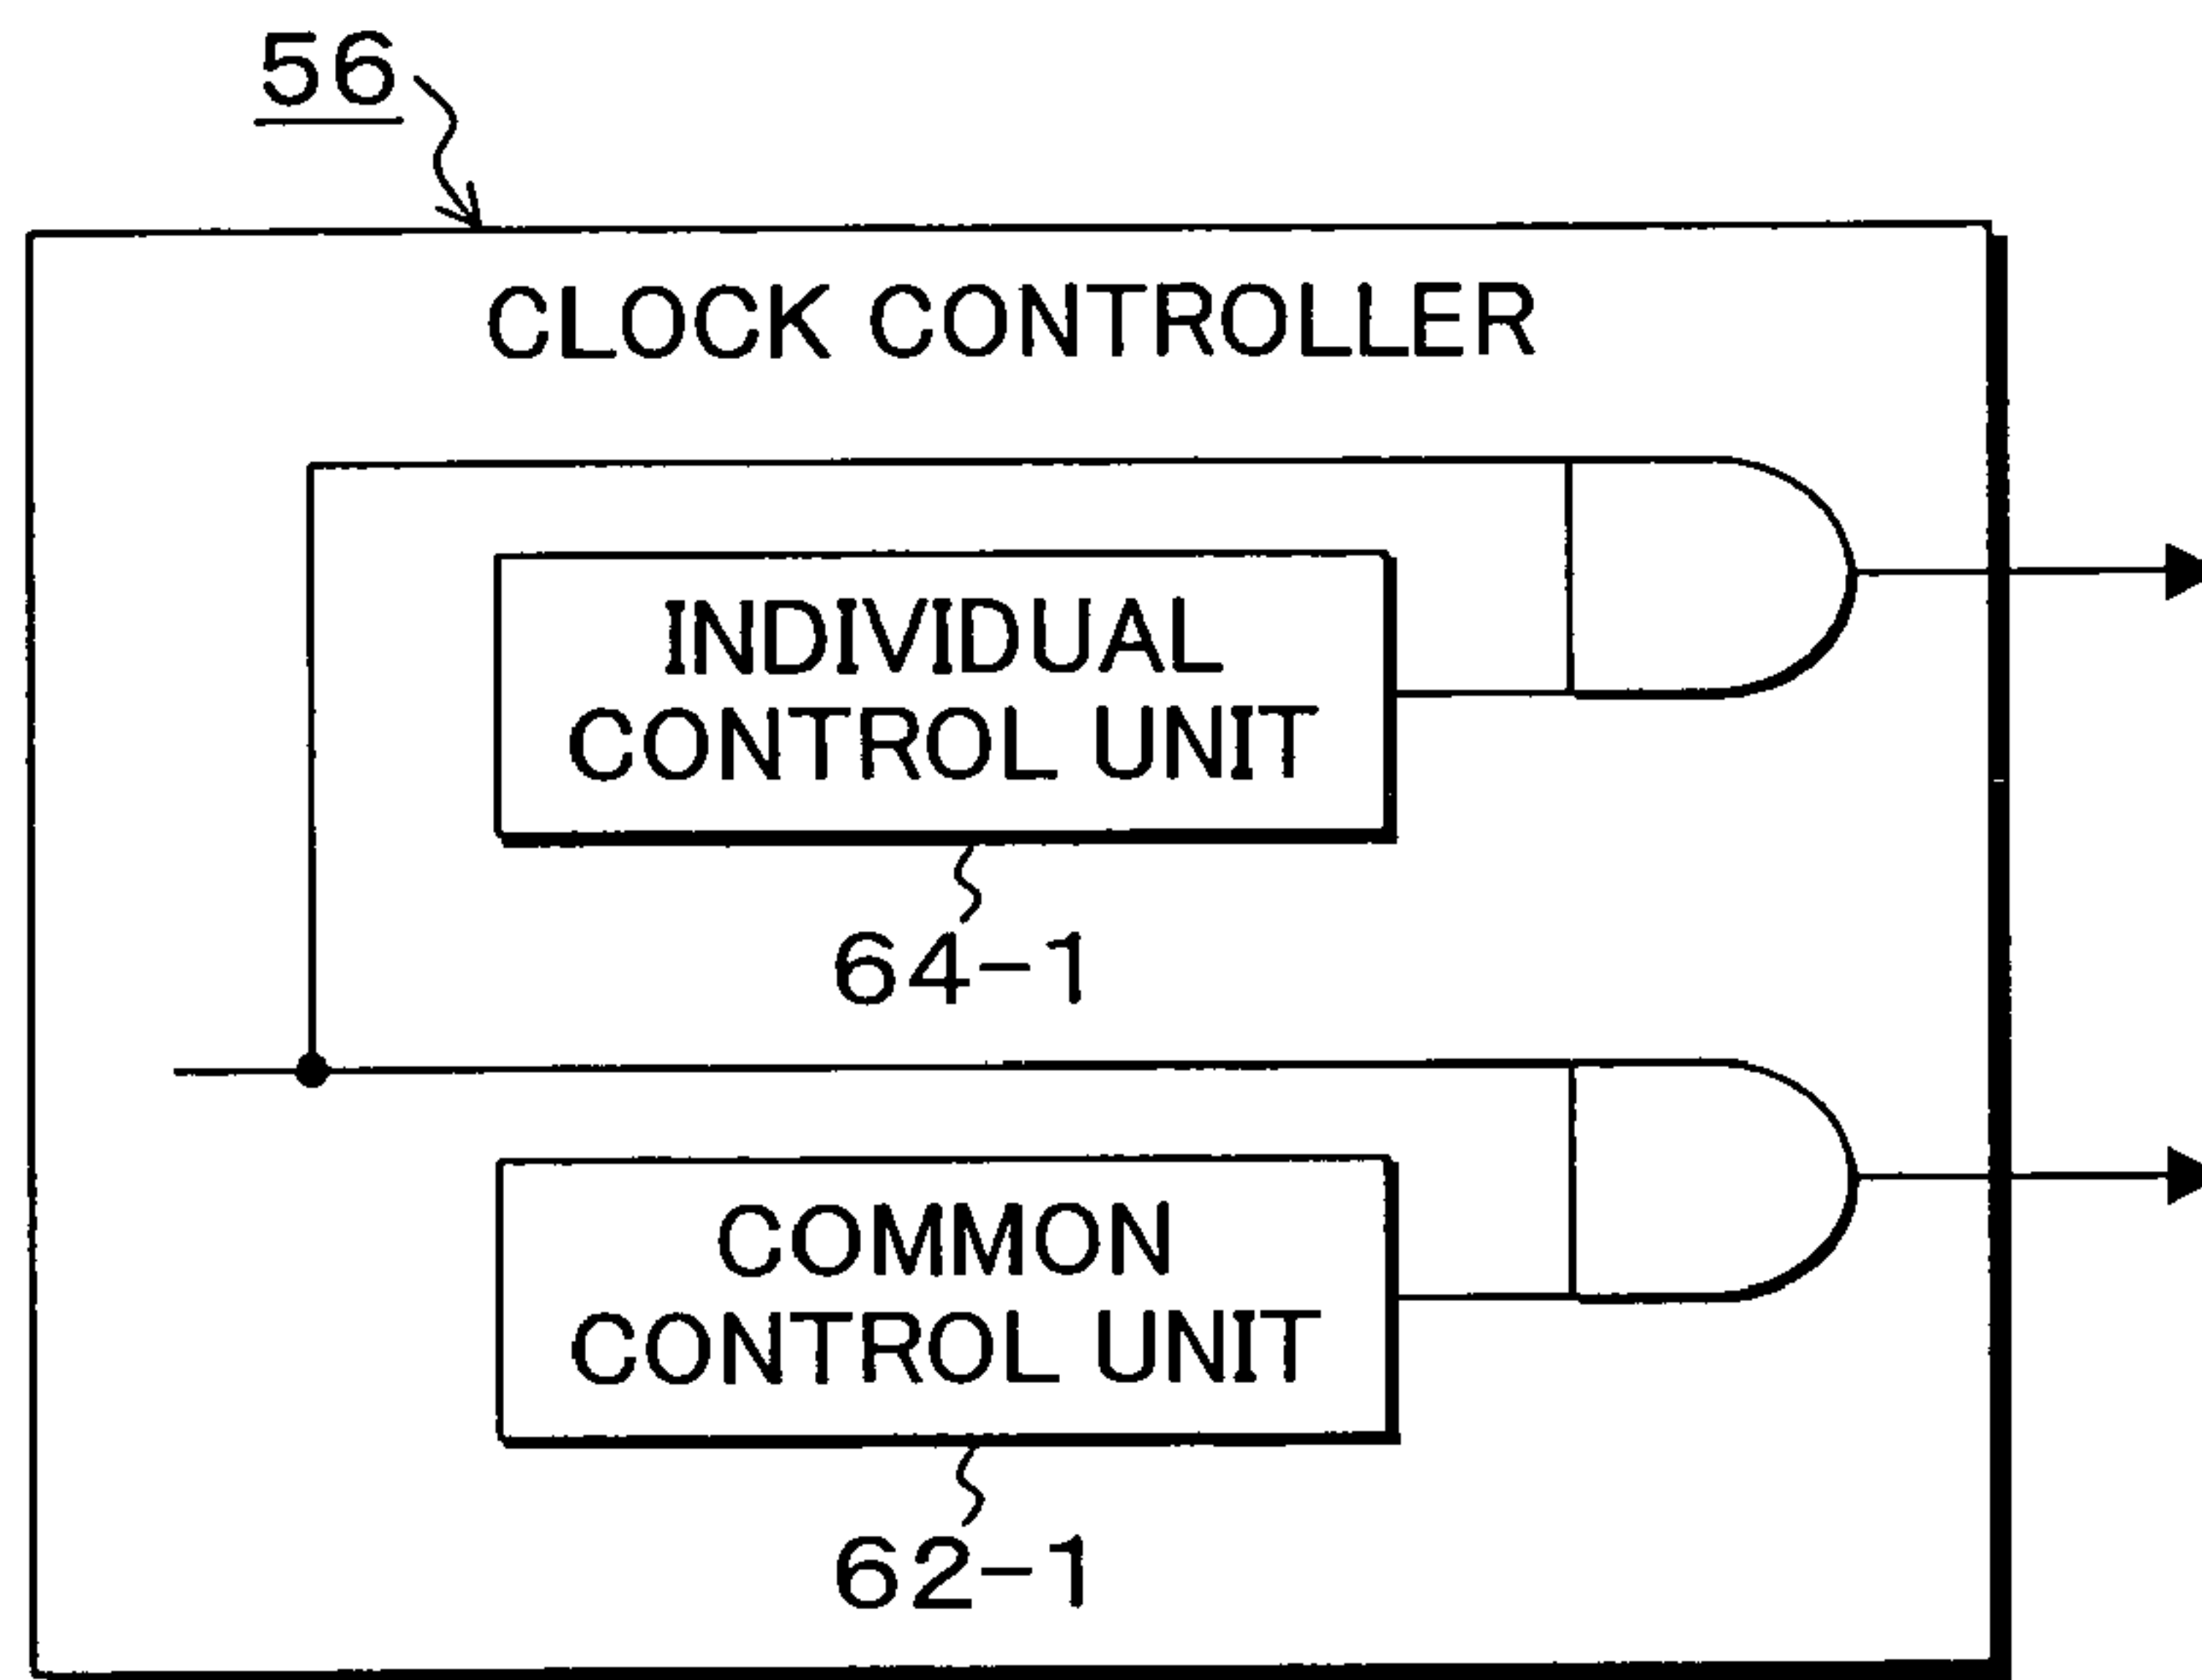 56
CLOCK CONTROLLER
INDIVIDUAL
CONTROL UNIT
64-1
COMMON
CONTROL UNIT
62-1